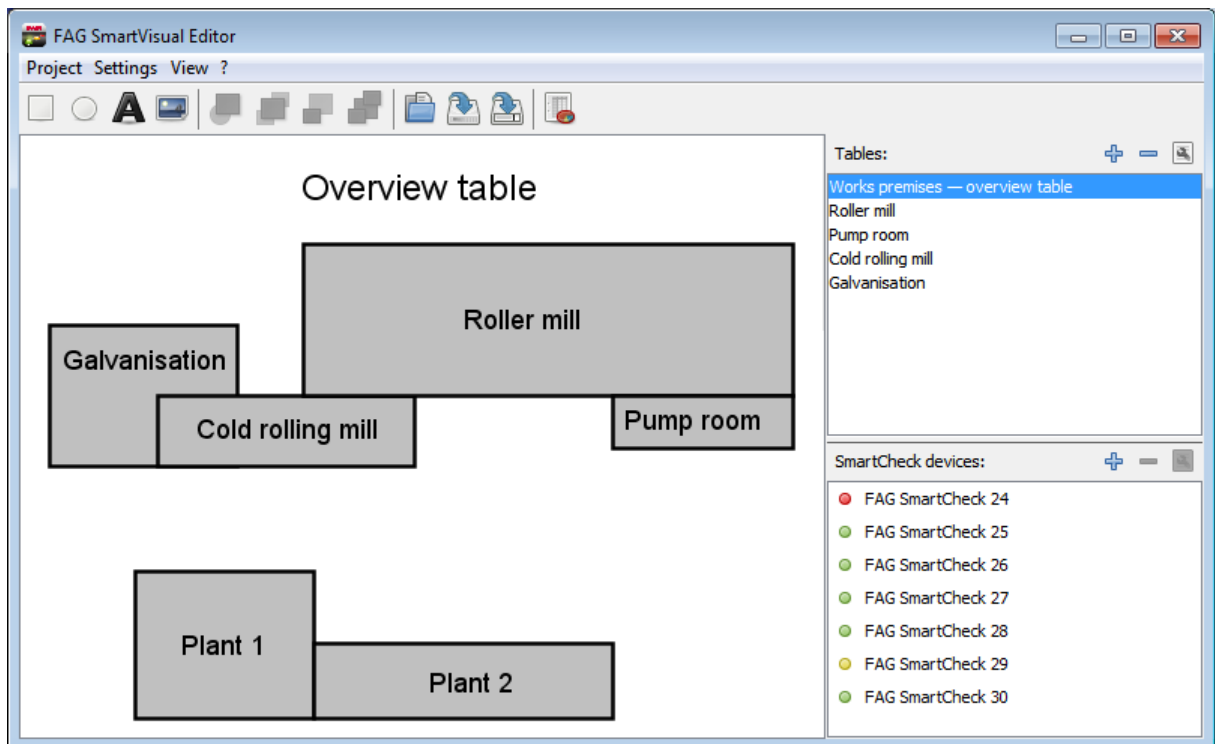 FAG SmartVisual Editor
Project Settings View ?
Overview table
Roller mill
Galvanisation
Cold rolling mill
Pump room
Plant 1
Plant 2
Tables:
Works premises — overview table
Roller mill
Pump room
Cold rolling mill
Galvanisation
SmartCheck devices:
FAG SmartCheck 24
FAG SmartCheck 25
FAG SmartCheck 26
FAG SmartCheck 27
FAG SmartCheck 28
FAG SmartCheck 29
FAG SmartCheck 30